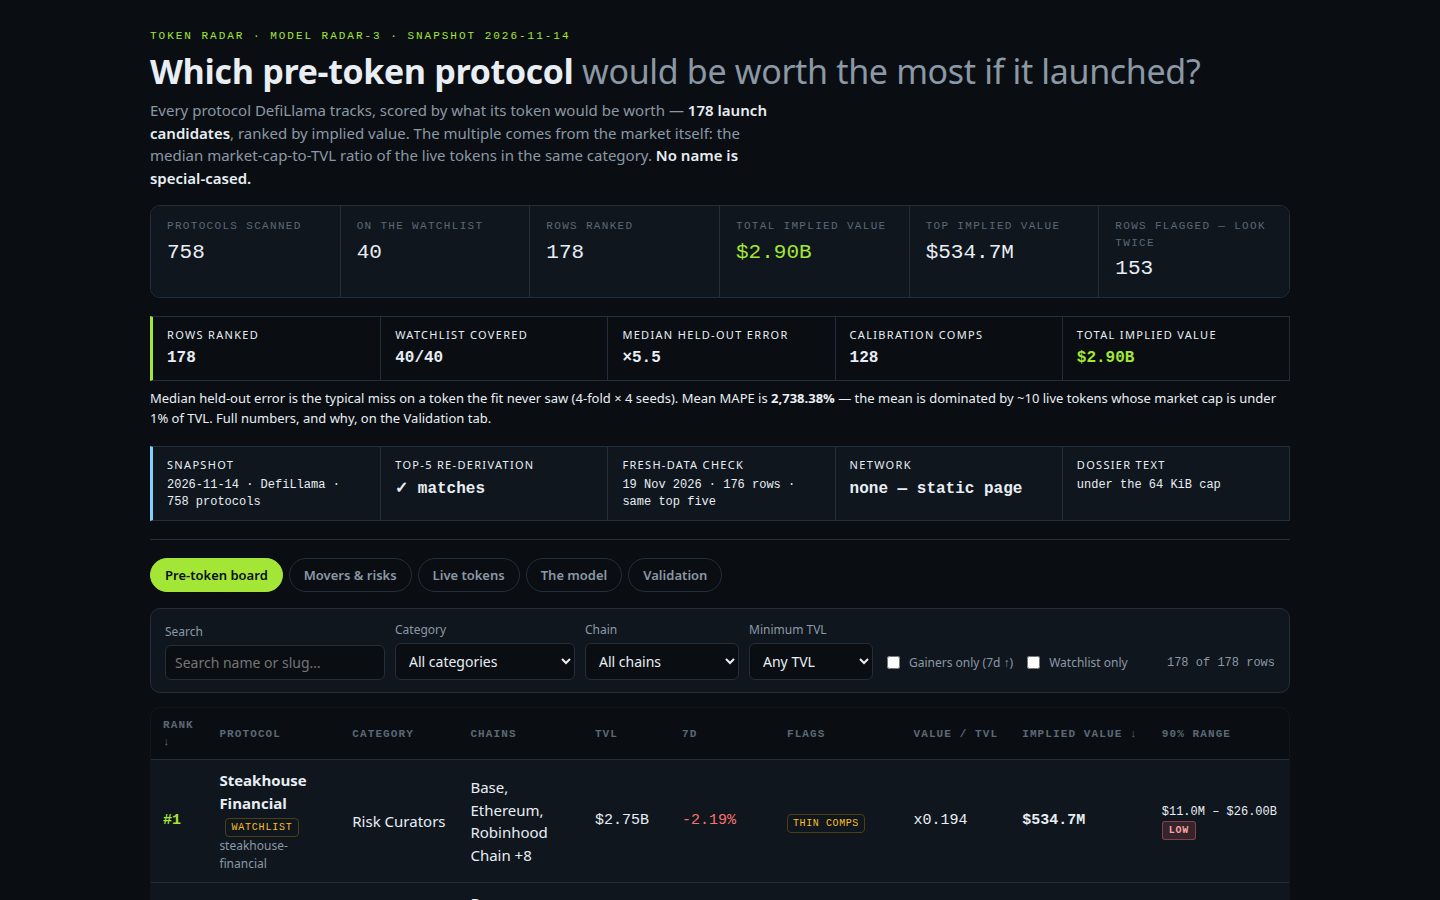 TOKEN RADAR · MODEL RADAR-3 · SNAPSHOT 2026-11-14
Which pre-token protocol would be worth the most if it launched?
Every protocol DefiLlama tracks, scored by what its token would be worth — 178 launch
candidates, ranked by implied value. The multiple comes from the market itself: the
median market-cap-to-TVL ratio of the live tokens in the same category. No name is
special-cased.
PROTOCOLS SCANNED
758
ON THE WATCHLIST
40
ROWS RANKED
178
TOTAL IMPLIED VALUE
$2.90B
TOP IMPLIED VALUE
$534.7M
ROWS FLAGGED — LOOK
TWICE
153
ROWS RANKED
178
WATCHLIST COVERED
40/40
MEDIAN HELD-OUT ERROR
×5.5
CALIBRATION COMPS
128
TOTAL IMPLIED VALUE
$2.90B
Median held-out error is the typical miss on a token the fit never saw (4-fold × 4 seeds). Mean MAPE is 2,738.38% — the mean is dominated by ~10 live tokens whose market cap is under
1% of TVL. Full numbers, and why, on the Validation tab.
SNAPSHOT
2026-11-14 · DefiLlama ·
758 protocols
TOP-5 RE-DERIVATION
✓ matches
FRESH-DATA CHECK
19 Nov 2026 · 176 rows ·
same top five
NETWORK
none — static page
DOSSIER TEXT
under the 64 KiB cap
Pre-token board
Movers & risks
Live tokens
The model
Validation
Search
Search name or slug...
Category
All categories
Chain
All chains
Minimum TVL
Any TVL
Gainers only (7d ↑)
Watchlist only
178 of 178 rows
RANK
↓
PROTOCOL
CATEGORY
CHAINS
TVL
7D
FLAGS
VALUE / TVL
IMPLIED VALUE ↓
90% RANGE
#1
Steakhouse
Financial
WATCHLIST
steakhouse-
financial
Risk Curators
Base,
Ethereum,
Robinhood
Chain +8
$2.75B
-2.19%
THIN COMPS
x0.194
$534.7M
$11.0M – $26.00B
LOW